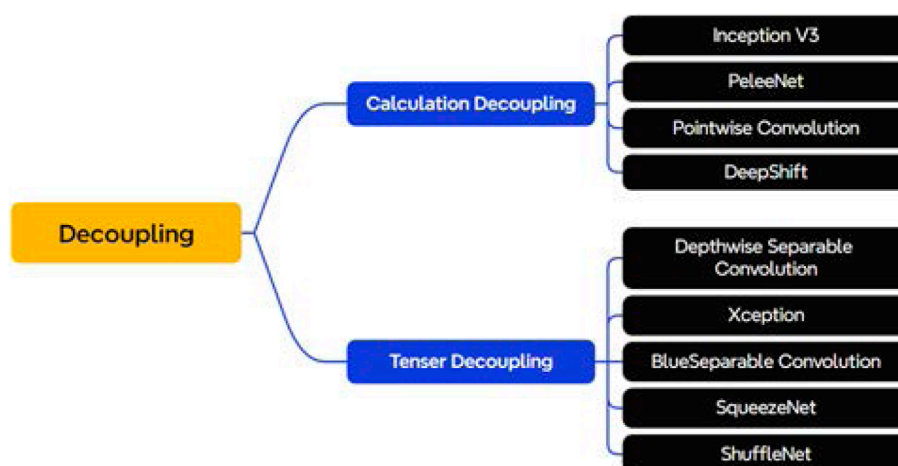 Decoupling
Calculation Decoupling
Inception V3
PeleeNet
Pointwise Convolution
DeepShift
Tenser Decoupling
Depthwise Separable
Convolution
Xception
BlueSeparable Convolution
SqueezeNet
ShuffleNet